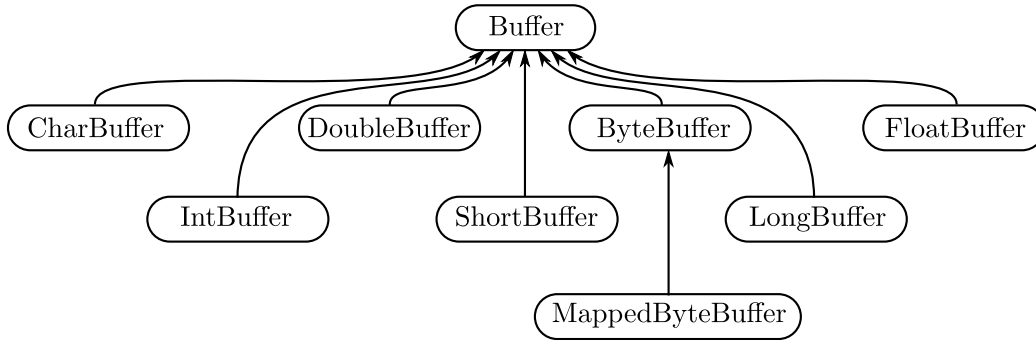 Buffer
CharBuffer
DoubleBuffer
ByteBuffer
FloatBuffer
IntBuffer
ShortBuffer
LongBuffer
MappedByteBuffer